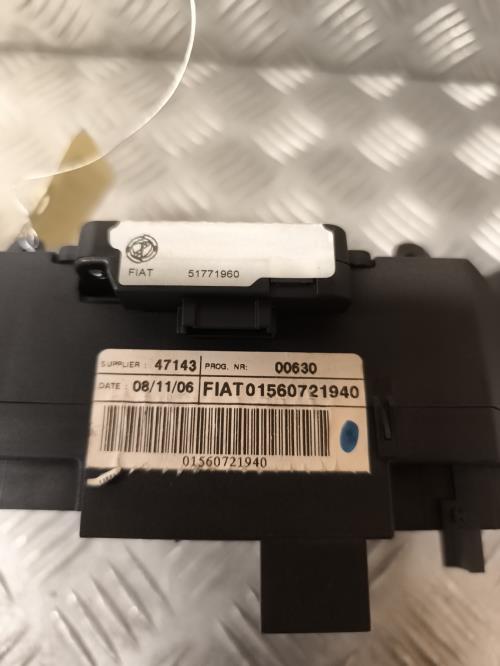 FIAT 51771960
SUPPLIER : 47143 PROG. NR: 00630
DATE : 08/11/06 FIAT01560721940
01560721940